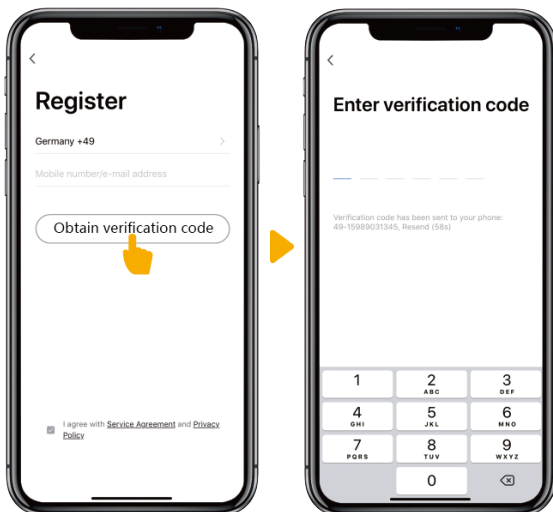 Register
Germany +49
Mobile number/e-mail address
Obtain verification code
I agree with Service Agreement and Privacy
Policy
Enter verification code
Verification code has been sent to your phone:
49-15989031345, Resend (58s)
1
2
ABC
3
DEF
4
GHI
5
JKL
6
MNO
7
PQRS
8
TUV
9
WXYZ
0